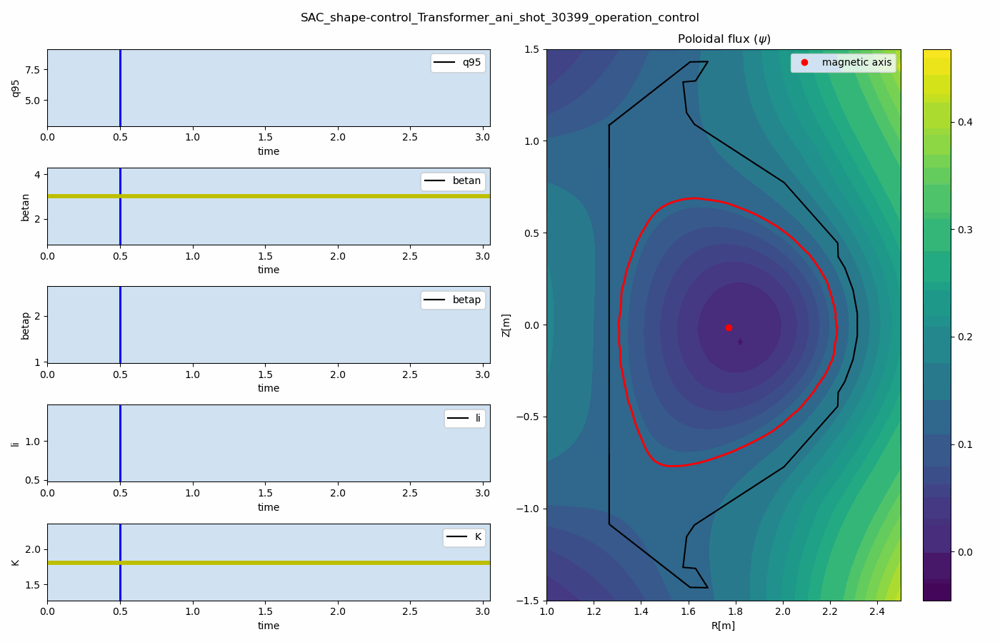 SAC_shape-control_Transformer_ani_shot_30399_operation_control
q95
7.5
5.0
q95
0.0 0.5 1.0 1.5 2.0 2.5 3.0
time
betan
4
2
betan
0.0 0.5 1.0 1.5 2.0 2.5 3.0
time
betap
2
1
betap
0.0 0.5 1.0 1.5 2.0 2.5 3.0
time
li
1.0
0.5
li
0.0 0.5 1.0 1.5 2.0 2.5 3.0
time
K
2.0
1.5
K
0.0 0.5 1.0 1.5 2.0 2.5 3.0
time
Poloidal flux (ψ)
magnetic axis
Z[m]
1.5
1.0
0.5
0.0
−0.5
−1.0
−1.5
1.0 1.2 1.4 1.6 1.8 2.0 2.2 2.4
R[m]
0.4
0.3
0.2
0.1
0.0